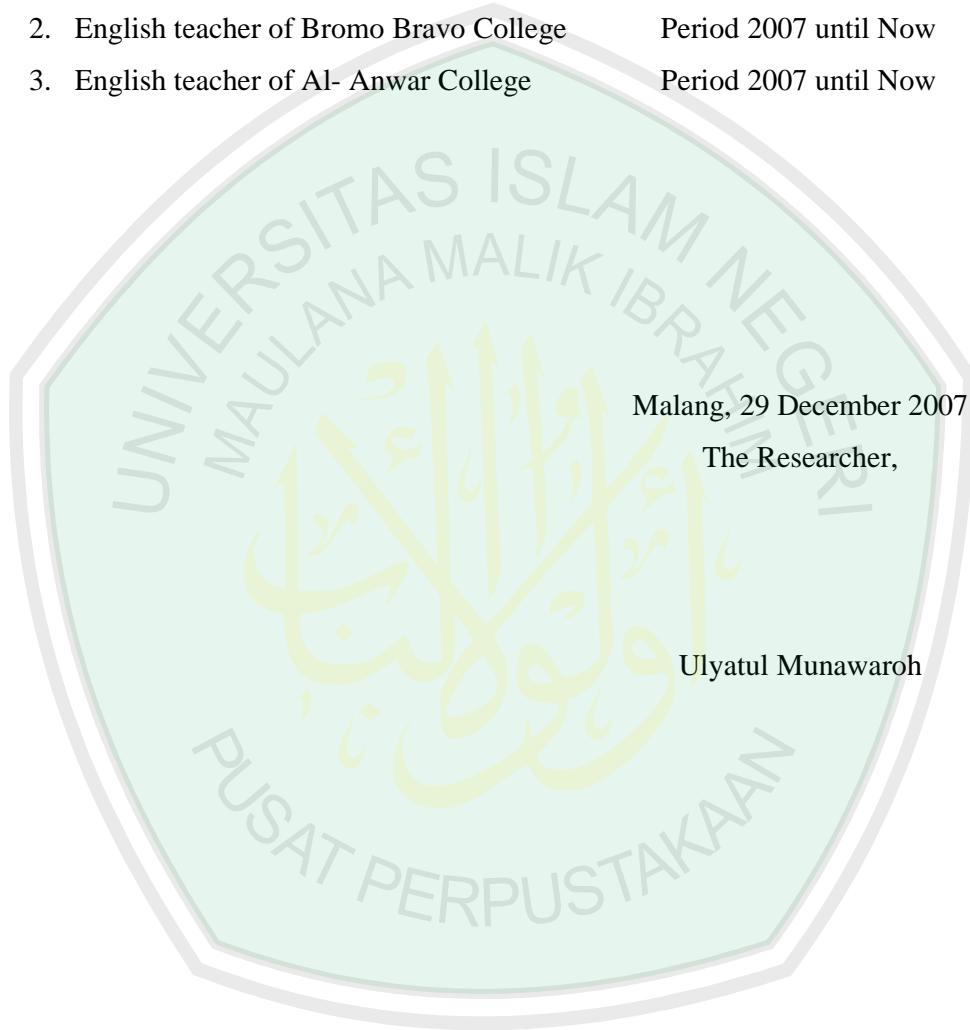 2. English teacher of Bromo Bravo College Period 2007 until Now
3. English teacher of Al- Anwar College Period 2007 until Now
UNIVERSITAS ISLAM NEGERI
MAULANA MALIK IBRAHIM
Malang, 29 December 2007
The Researcher,
Ulyatul Munawaroh
PUSAT PERPUSTAKAAN